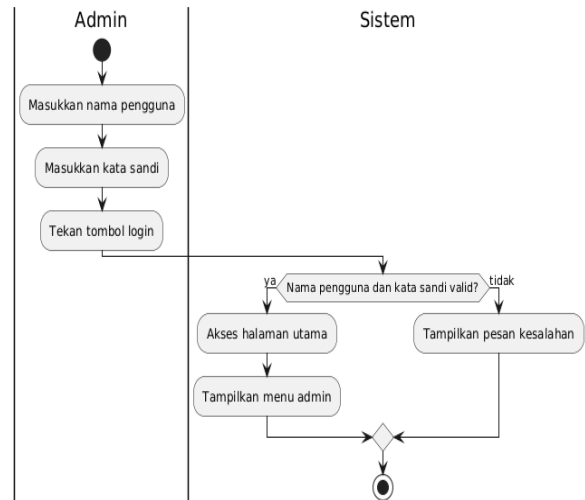 Admin
Sistem
Masukkan nama pengguna
Masukkan kata sandi
Tekan tombol login
Nama pengguna dan kata sandi valid?
ya
tidak
Akses halaman utama
Tampilkan pesan kesalahan
Tampilkan menu admin